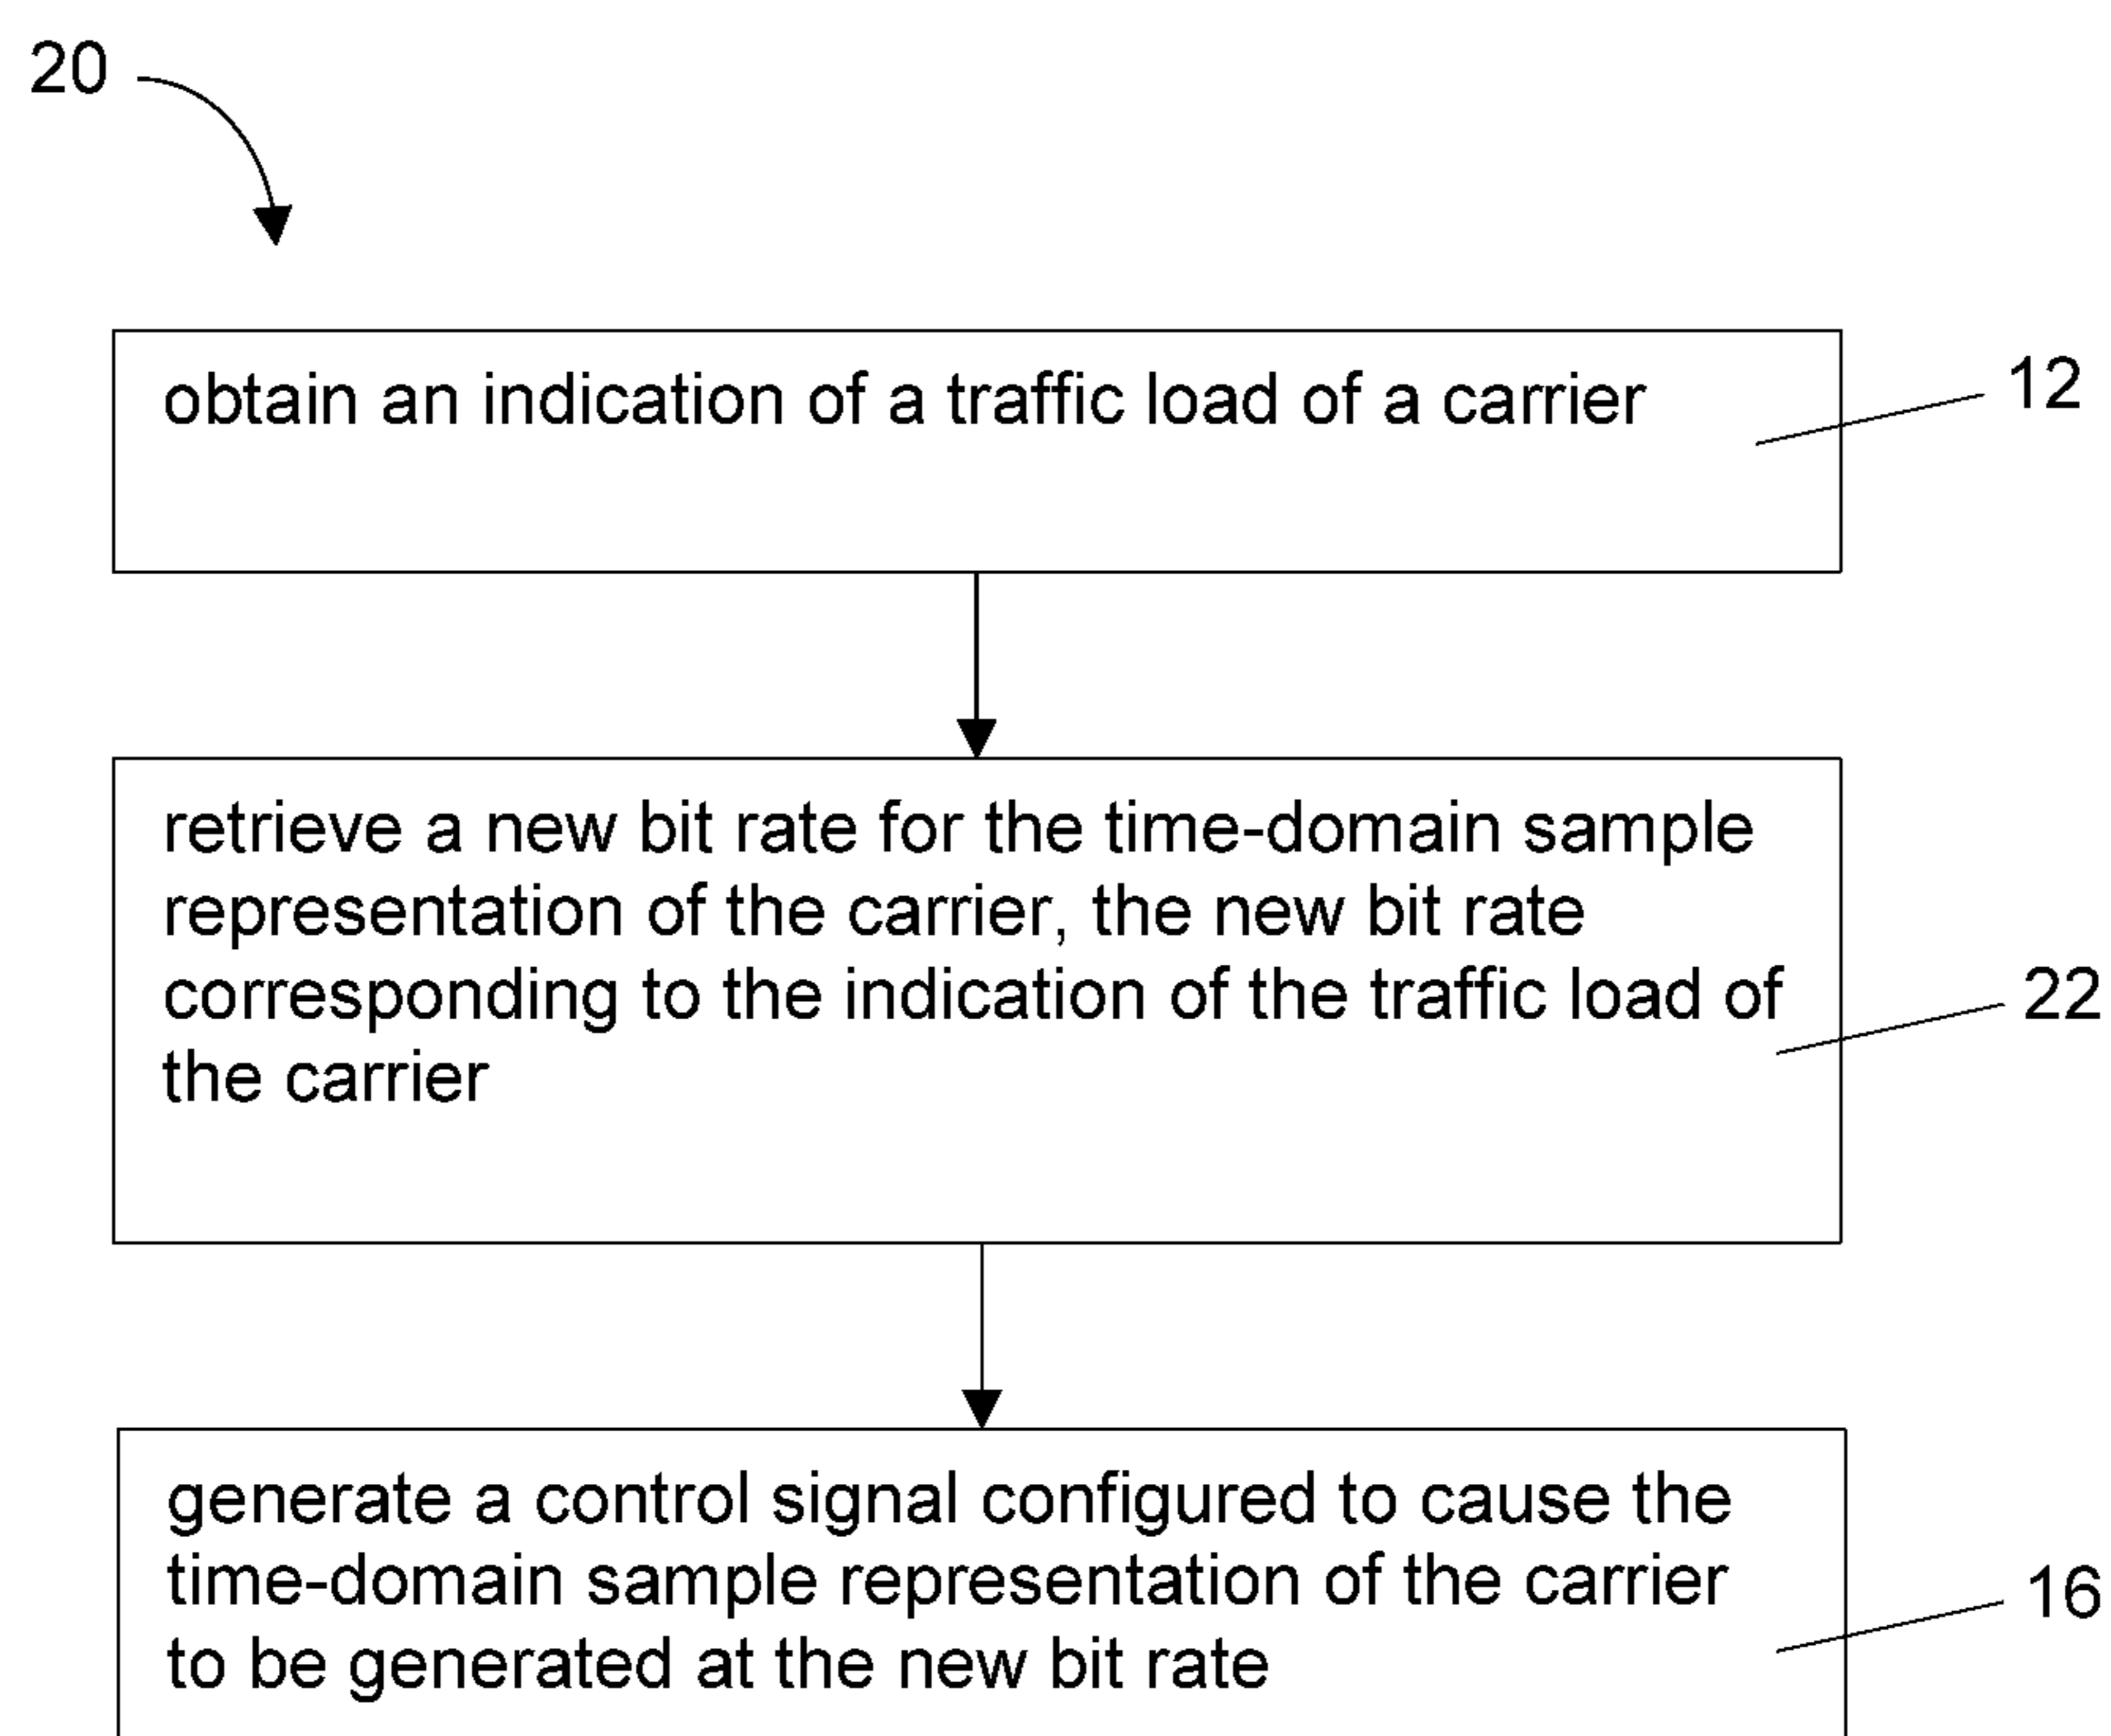 20
obtain an indication of a traffic load of a carrier
12
retrieve a new bit rate for the time-domain sample
representation of the carrier, the new bit rate
corresponding to the indication of the traffic load of
the carrier
22
generate a control signal configured to cause the
time-domain sample representation of the carrier
to be generated at the new bit rate
16